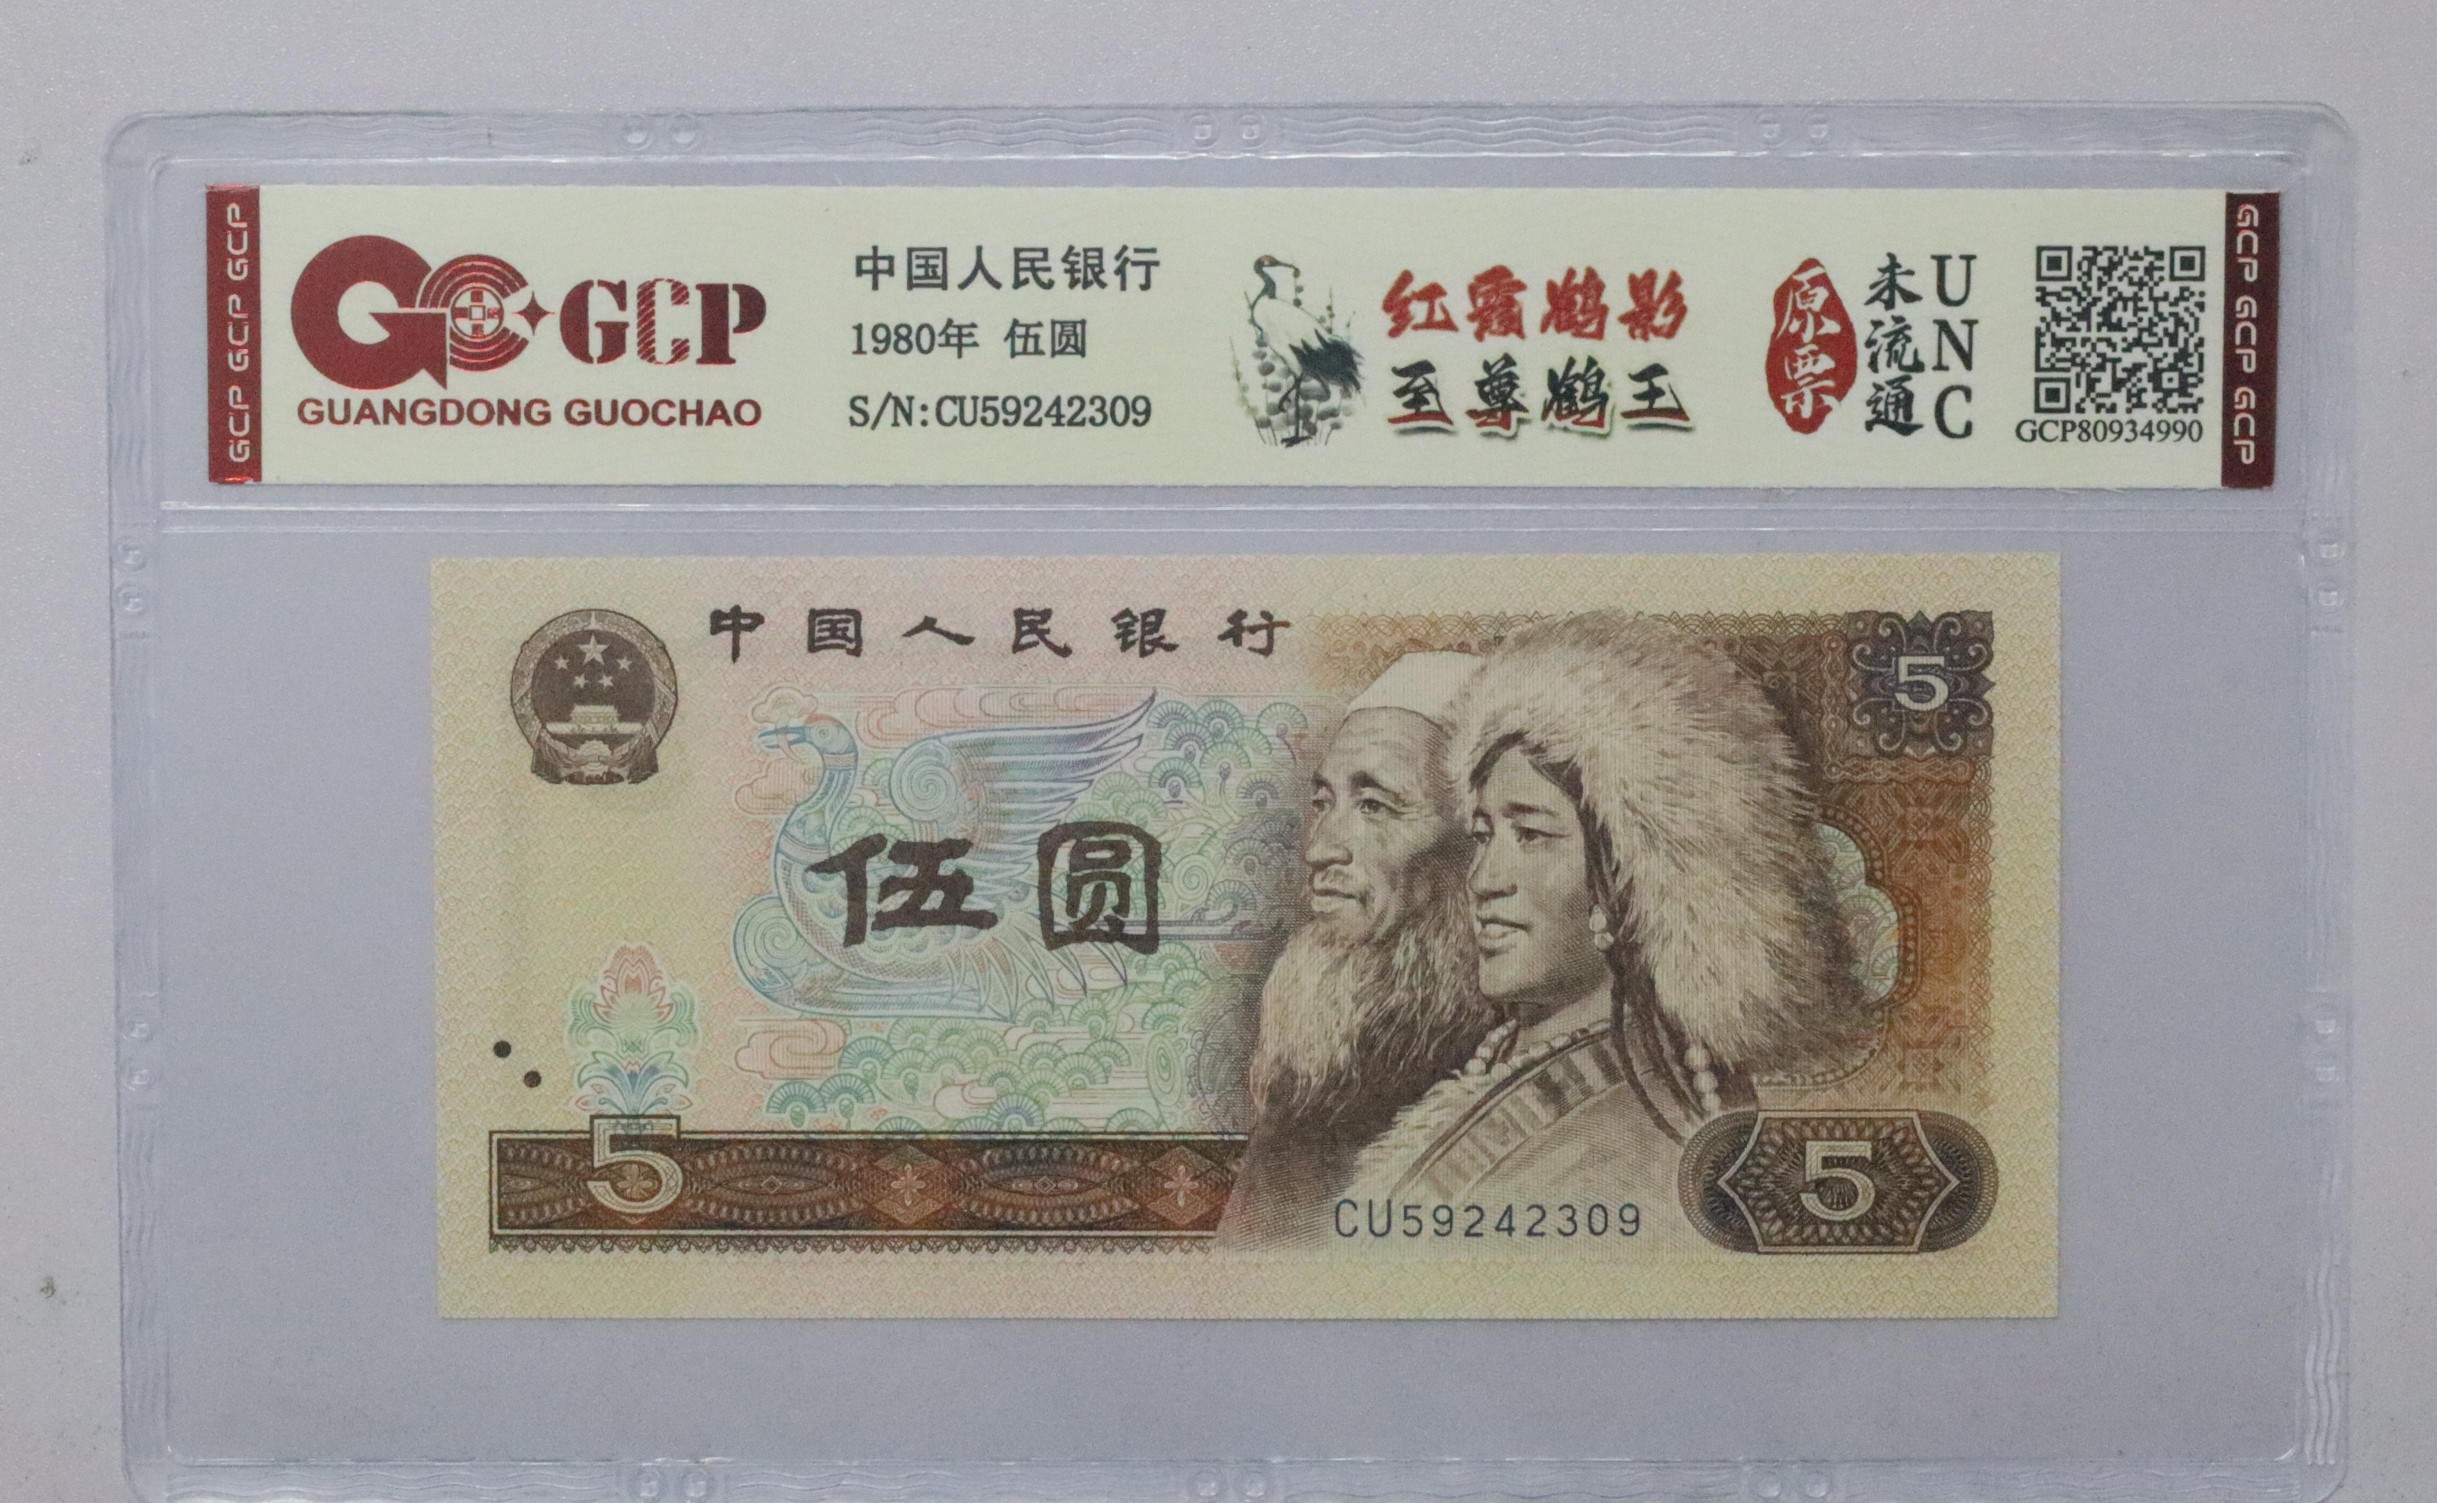 GCP GCP GCP
GCP
GUANGDONG GUOCHAO
中国人民银行
1980年 伍圆
S/N:CU59242309
红霞鹤影
至尊鹤王
原票
未流通
UNC
GCP80934990
GCP GCP GCP
中国人民银行
5
伍圆
5
CU59242309
5